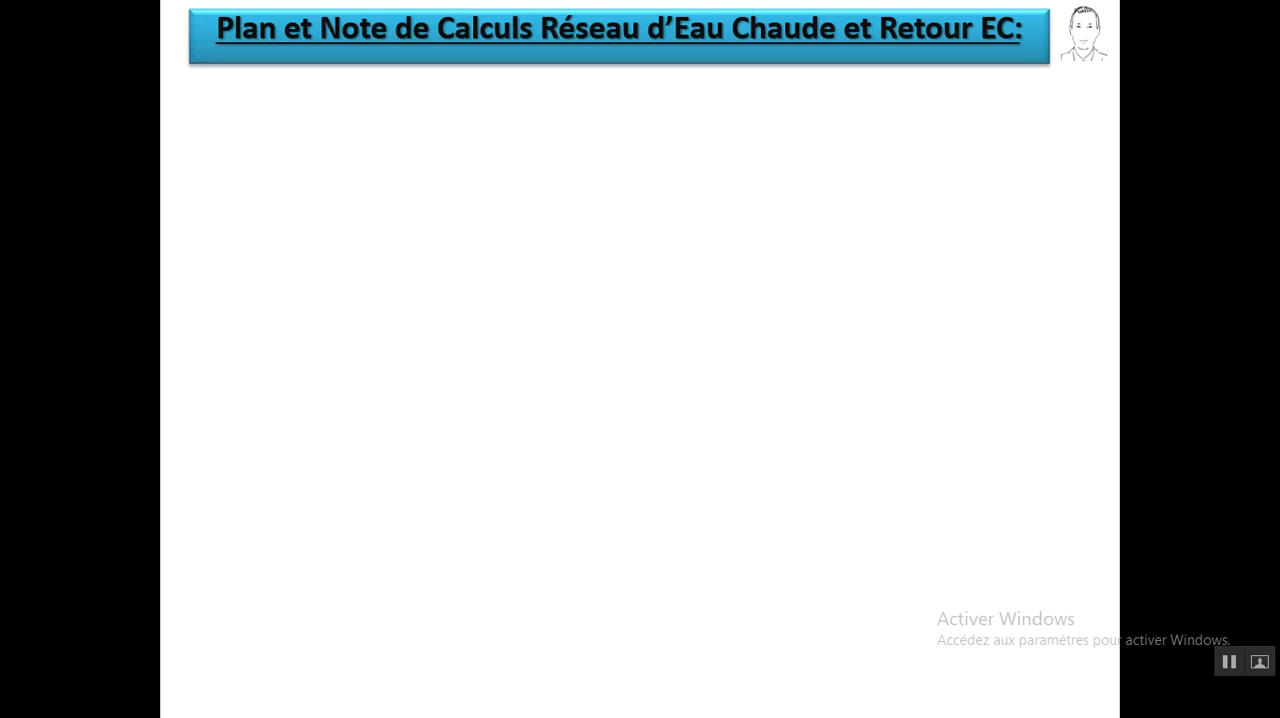 Plan et Note de Calculs Réseau d’Eau Chaude et Retour EC:
Activer Windows
Accédez aux paramètres pour activer Windows.